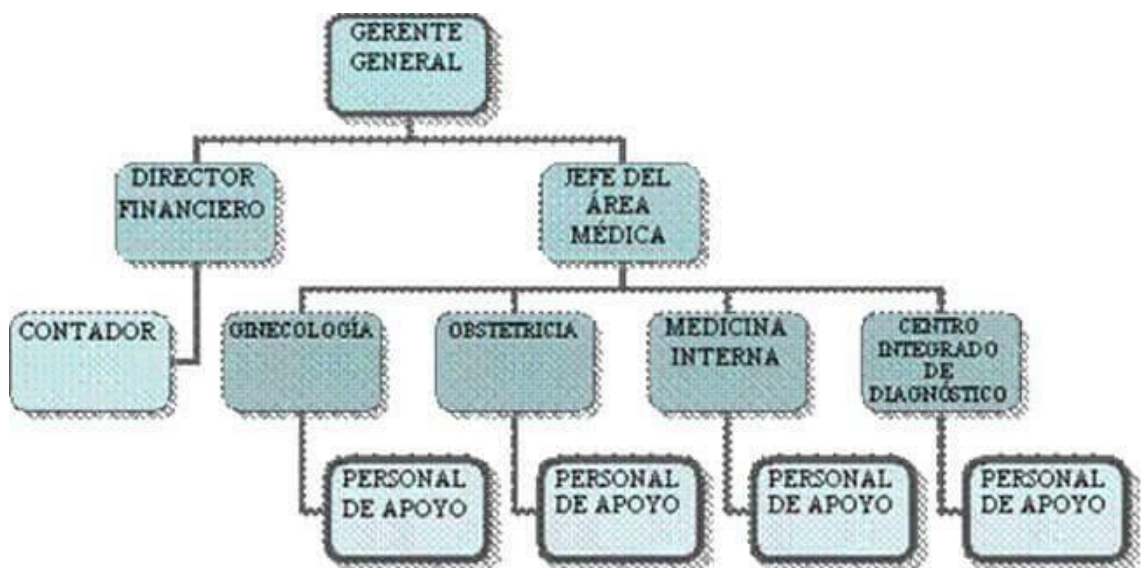 GERENTE
GENERAL
DIRECTOR
FINANCIERO
JEFE DEL
ÁREA
MÉDICA
CONTADOR
GINECOLOGÍA
OBSTETRICIA
MEDICINA
INTERNA
CENTRO
INTEGRADO
DE
DIAGNÓSTICO
PERSONAL
DE APOYO
PERSONAL
DE APOYO
PERSONAL
DE APOYO
PERSONAL
DE APOYO